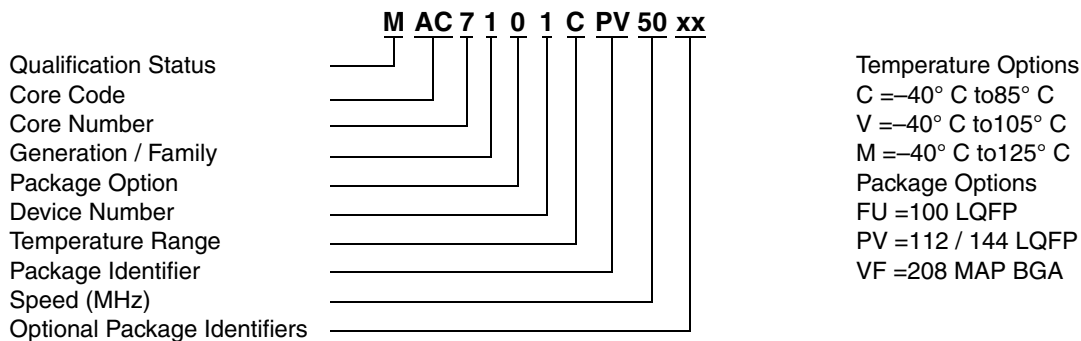 M AC 7 1 0 1 C PV 50 xx
Qualification Status
Core Code
Core Number
Generation / Family
Package Option
Device Number
Temperature Range
Package Identifier
Speed (MHz)
Optional Package Identifiers
Temperature Options
C =–40° C to85° C
V =–40° C to105° C
M =–40° C to125° C
Package Options
FU =100 LQFP
PV =112 / 144 LQFP
VF =208 MAP BGA